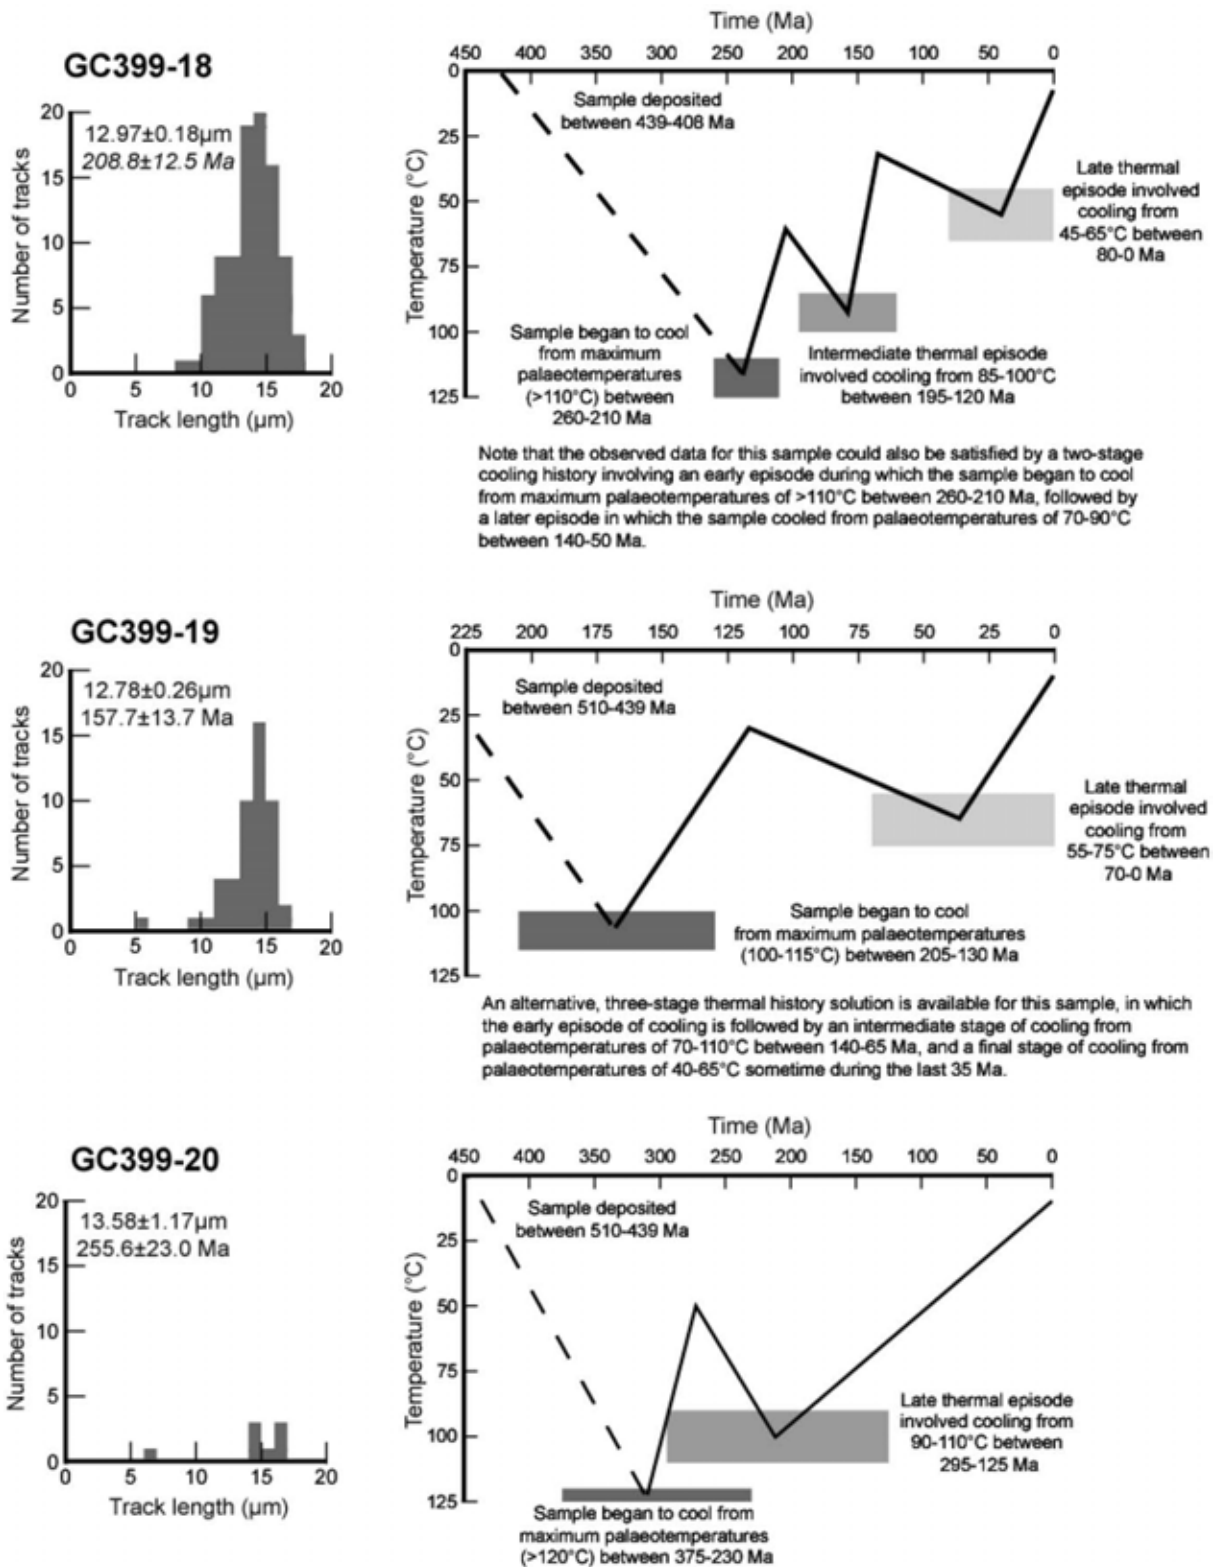 Time (Ma)
GC399-18
450 400 350 300 250 200 150 100 50 0
0
25
50
75
100
125
Temperature (°C)
Sample deposited
between 439-408 Ma
Late thermal
episode involved
cooling from
45-65°C between
80-0 Ma
Sample began to cool
from maximum
palaeotemperatures
(>110°C) between
260-210 Ma
Intermediate thermal episode
involved cooling from 85-100°C
between 195-120 Ma
12.97±0.18µm
208.8±12.5 Ma
Number of tracks
20
15
10
5
0
0 5 10 15 20
Track length (µm)
Note that the observed data for this sample could also be satisfied by a two-stage
cooling history involving an early episode during which the sample began to cool
from maximum palaeotemperatures of >110°C between 260-210 Ma, followed by
a later episode in which the sample cooled from palaeotemperatures of 70-90°C
between 140-50 Ma.
Time (Ma)
GC399-19
225 200 175 150 125 100 75 50 25 0
0
25
50
75
100
125
Temperature (°C)
Sample deposited
between 510-439 Ma
Late thermal
episode involved
cooling from
55-75°C between
70-0 Ma
Sample began to cool
from maximum palaeotemperatures
(100-115°C) between 205-130 Ma
12.78±0.26µm
157.7±13.7 Ma
Number of tracks
20
15
10
5
0
0 5 10 15 20
Track length (µm)
An alternative, three-stage thermal history solution is available for this sample, in which
the early episode of cooling is followed by an intermediate stage of cooling from
palaeotemperatures of 70-110°C between 140-65 Ma, and a final stage of cooling from
palaeotemperatures of 40-65°C sometime during the last 35 Ma.
Time (Ma)
GC399-20
450 400 350 300 250 200 150 100 50 0
0
25
50
75
100
125
Temperature (°C)
Sample deposited
between 510-439 Ma
Late thermal episode
involved cooling from
90-110°C between
295-125 Ma
Sample began to cool from
maximum palaeotemperatures
(>120°C) between 375-230 Ma
13.58±1.17µm
255.6±23.0 Ma
Number of tracks
20
15
10
5
0
0 5 10 15 20
Track length (µm)